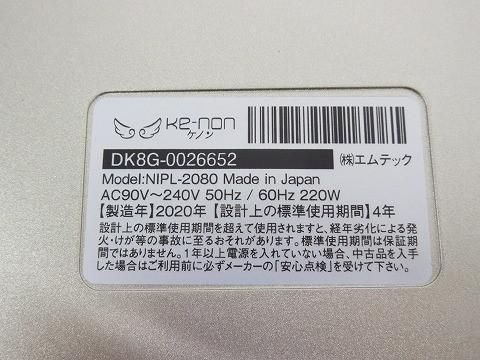 Ke-non
ケノン
DK8G-0026652
㈱エムテック
Model:NIPL-2080 Made in Japan
AC90V～240V 50Hz / 60Hz 220W
【製造年】2020年【設計上の標準使用期間】4年
設計上の標準使用期間を超えて使用されますと、経年劣化による発
火・けが等の事故に至るおそれがあります。標準使用期間は保証期
間ではありません。1年以上電源を入れていない場合、中古品を入手
した場合はご利用前に必ずメーカーの「安心点検」を受けて下さい。